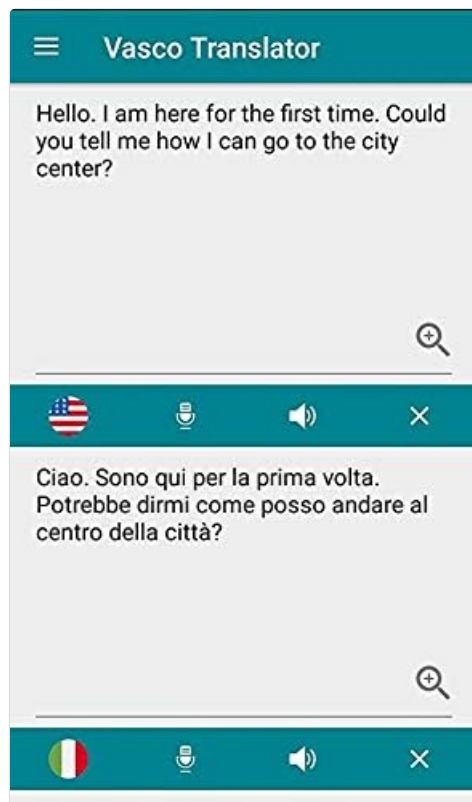 Vasco Translator
Hello. I am here for the first time. Could
you tell me how I can go to the city
center?
Ciao. Sono qui per la prima volta.
Potrebbe dirmi come posso andare al
centro della città?